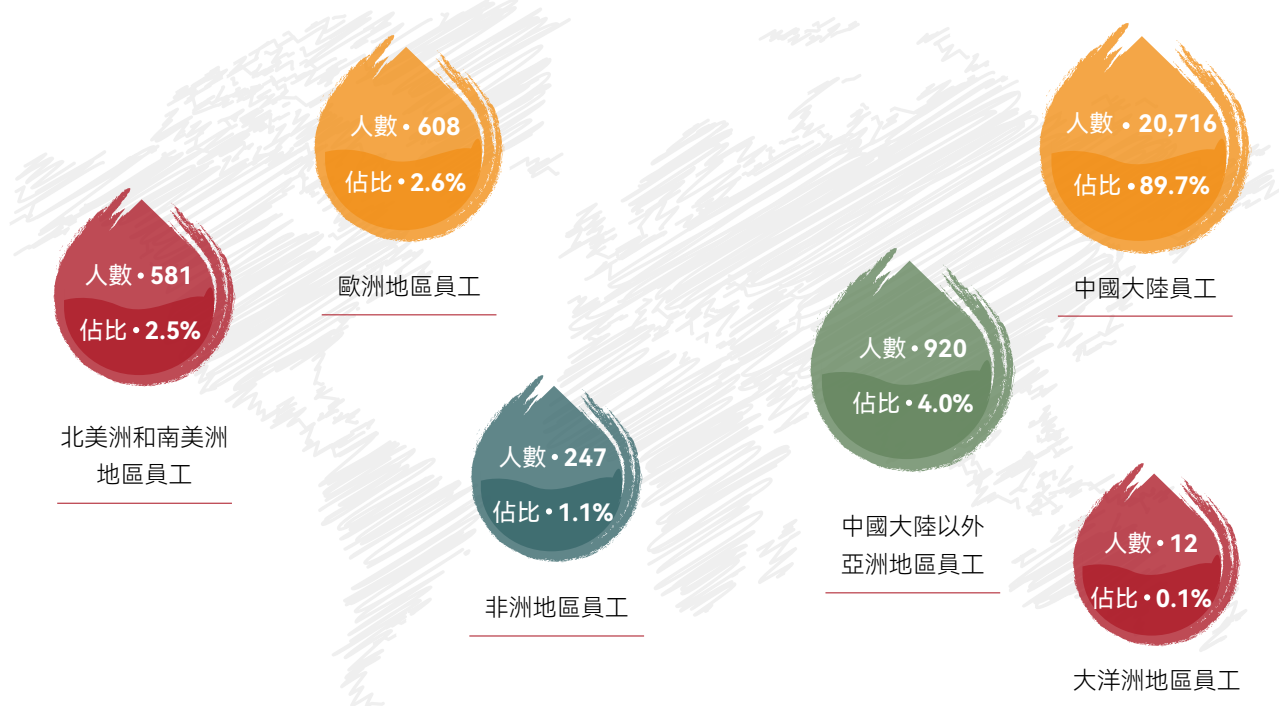 人數•608
佔比•2.6%
歐洲地區員工
人數•20,716
佔比•89.7%
中國大陸員工
人數•581
佔比•2.5%
北美洲和南美洲
地區員工
人數•920
佔比•4.0%
中國大陸以外
亞洲地區員工
人數•247
佔比•1.1%
非洲地區員工
人數•12
佔比•0.1%
大洋洲地區員工